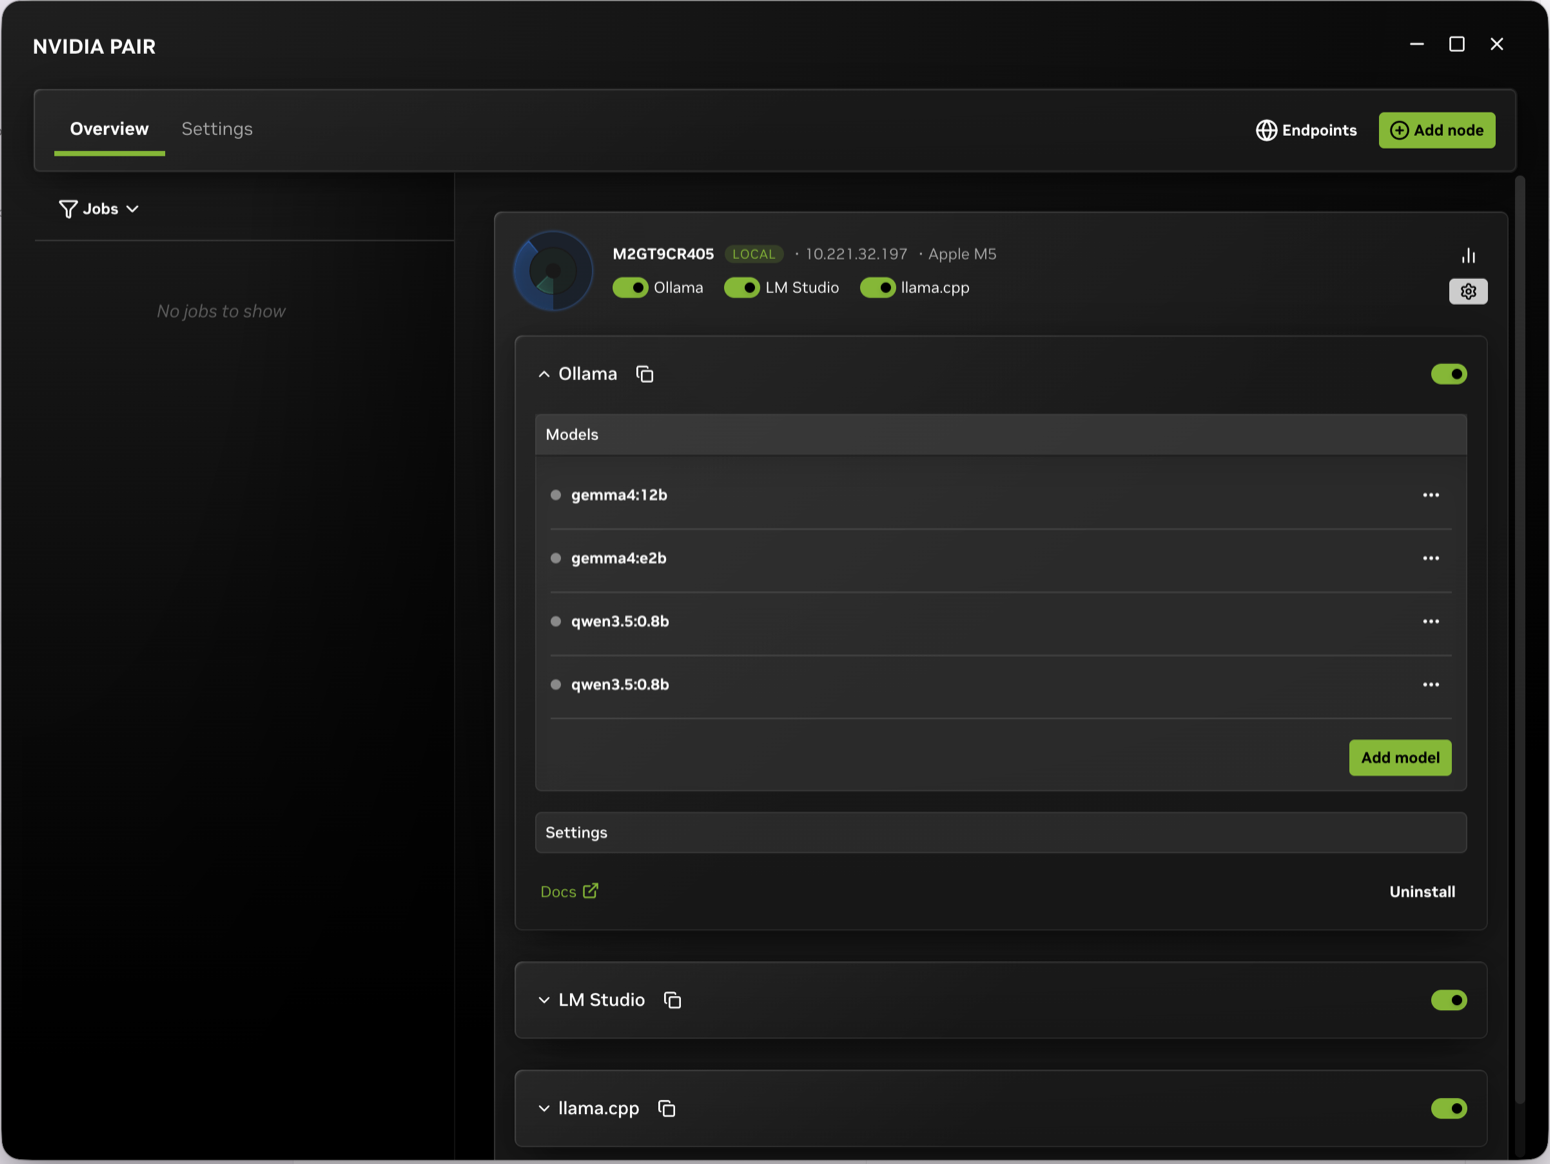 NVIDIA PAIR
Overview Settings Endpoints Add node
Jobs
No jobs to show
M2GT9CR405 LOCAL · 10.221.32.197 · Apple M5
Ollama LM Studio llama.cpp
Ollama
Models
gemma4:12b
gemma4:e2b
qwen3.5:0.8b
qwen3.5:0.8b
Add model
Settings
Docs Uninstall
LM Studio
llama.cpp